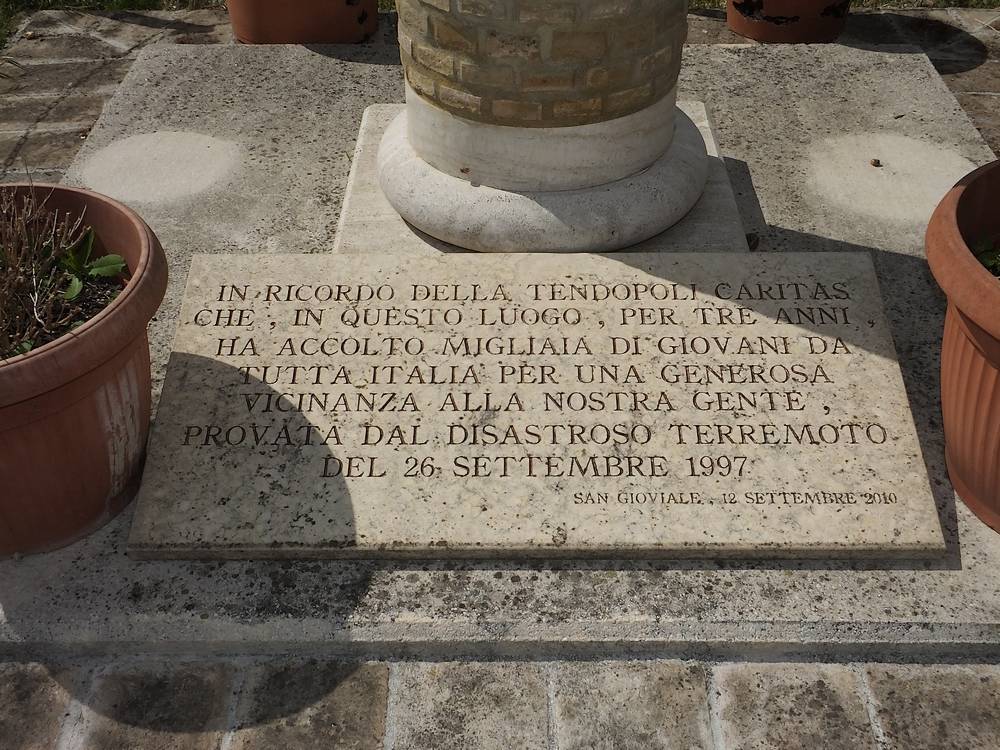 IN RICORDO DELLA TENDOPOLI CARITAS
CHE , IN QUESTO LUOGO , PER TRE ANNI ,
HA ACCOLTO MIGLIAIA DI GIOVANI DA
TUTTA ITALIA PER UNA GENEROSA
VICINANZA ALLA NOSTRA GENTE ,
PROVATA DAL DISASTROSO TERREMOTO
DEL 26 SETTEMBRE 1997
SAN GIOVIALE , 12 SETTEMBRE 2010